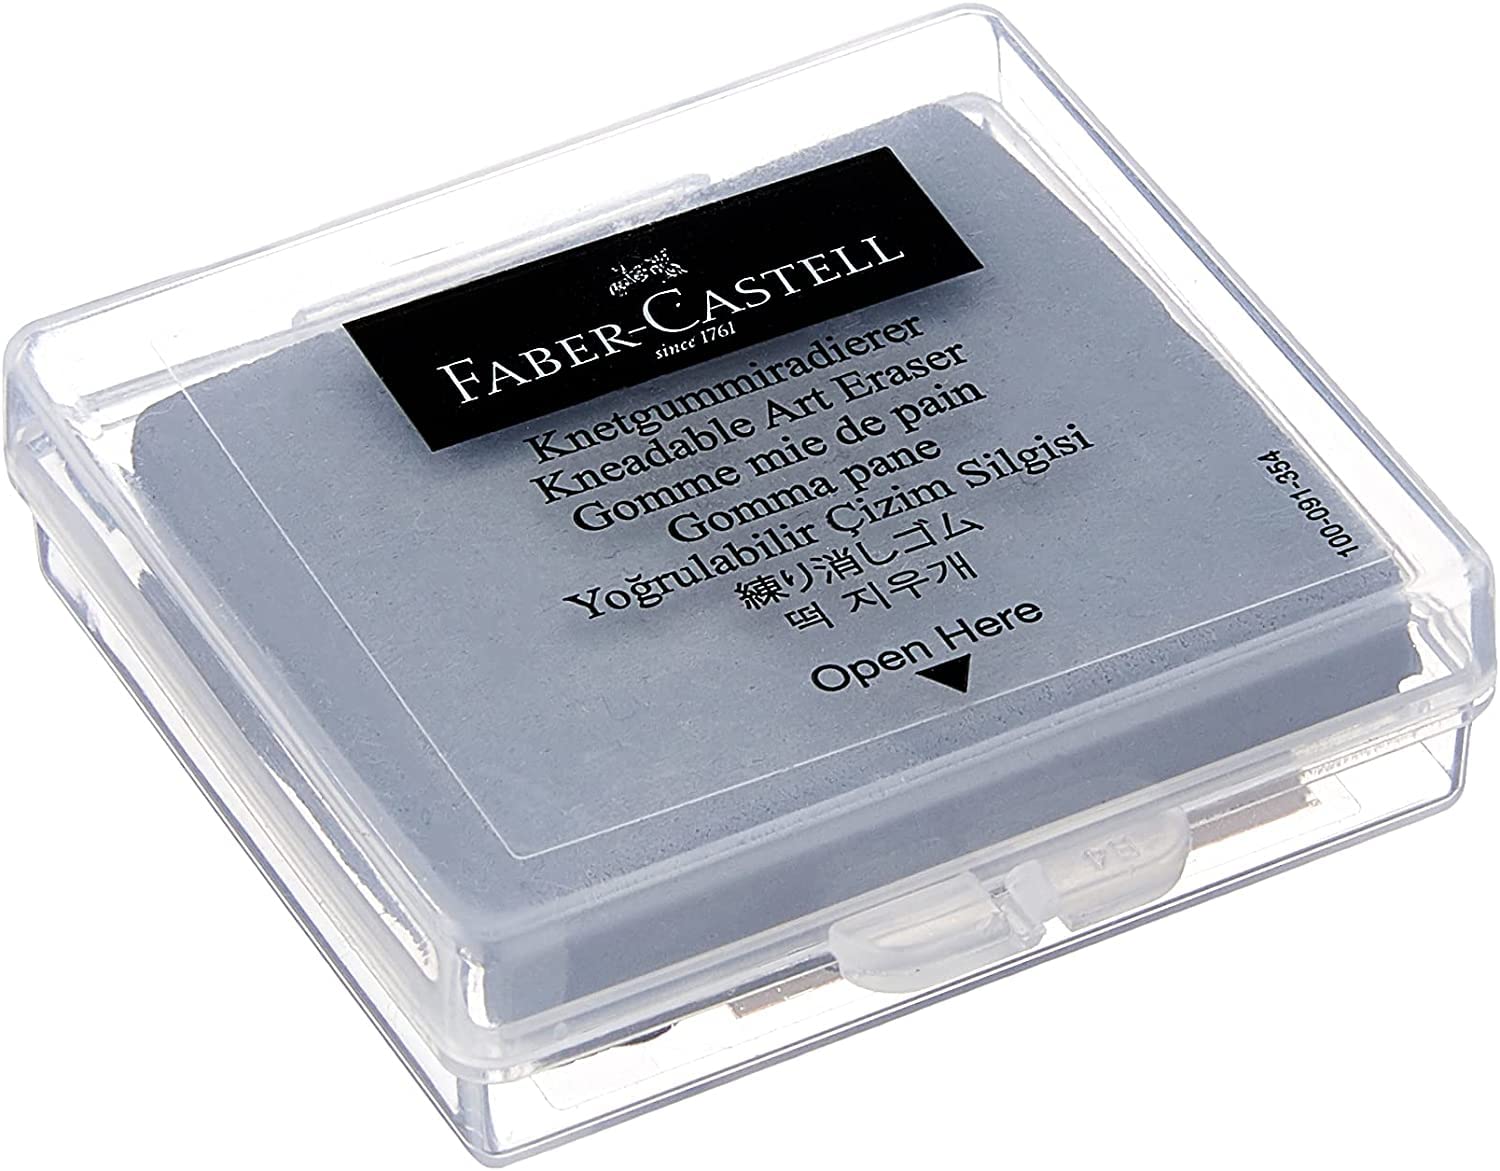 FABER-CASTELL
since 1761
Knetgummiradierer
Kneadable Art Eraser
Gomme mie de pain
Gomma pane
Yoğrulabilir Çizim Silgisi
練り消しゴム
떡 지우개
Open Here
100-091-354